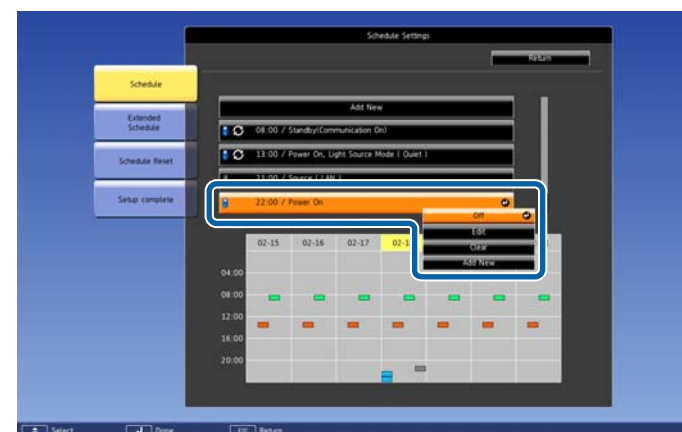 Schedule Settings
Return
Schedule
Extended
Schedule
Schedule Reset
Setup complete
Add New
08:00 / Standby(Communication On)
13:00 / Power On, Light Source Mode ( Quiet )
21:00 / Source ( LAN )
22:00 / Power On
Off
Edit
Clear
Add New
02-15 02-16 02-17
04:00
08:00
12:00
16:00
20:00
Select Done Esc Return